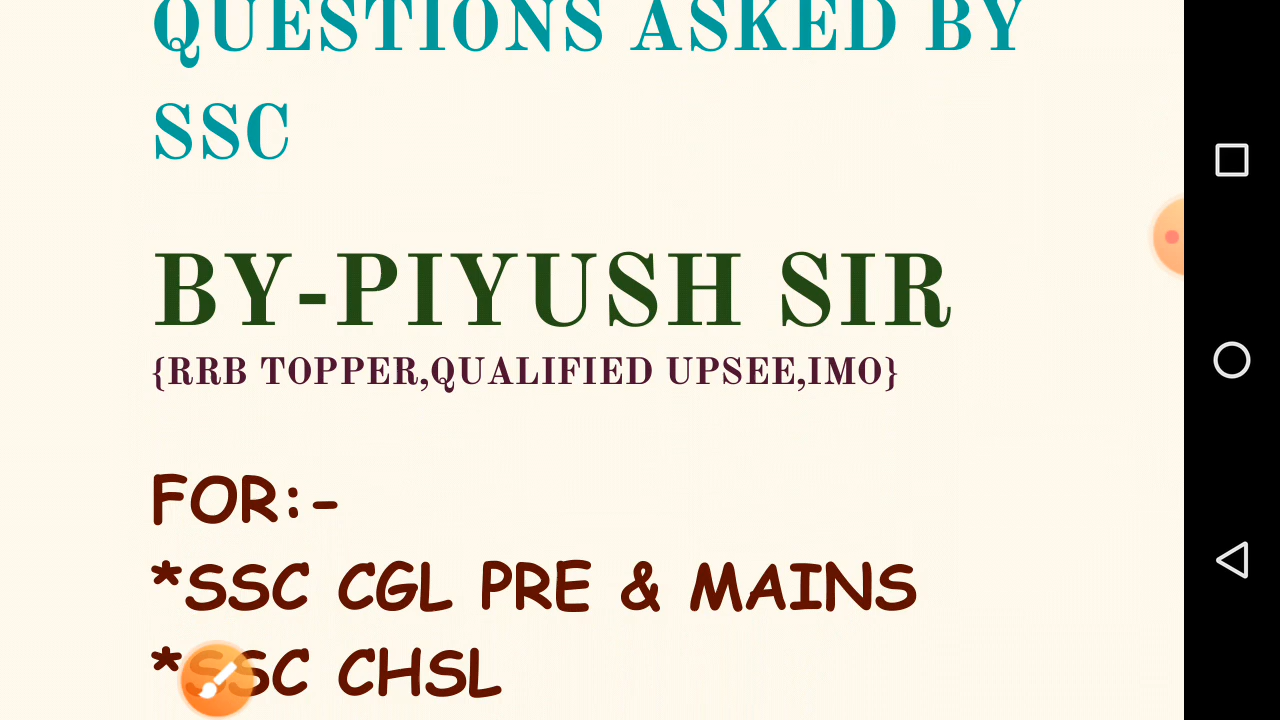 QUESTIONS ASKED BY
SSC
BY-PIYUSH SIR
{RRB TOPPER,QUALIFIED UPSEE,IMO}
FOR:-
*SSC CGL PRE & MAINS
*SSC CHSL